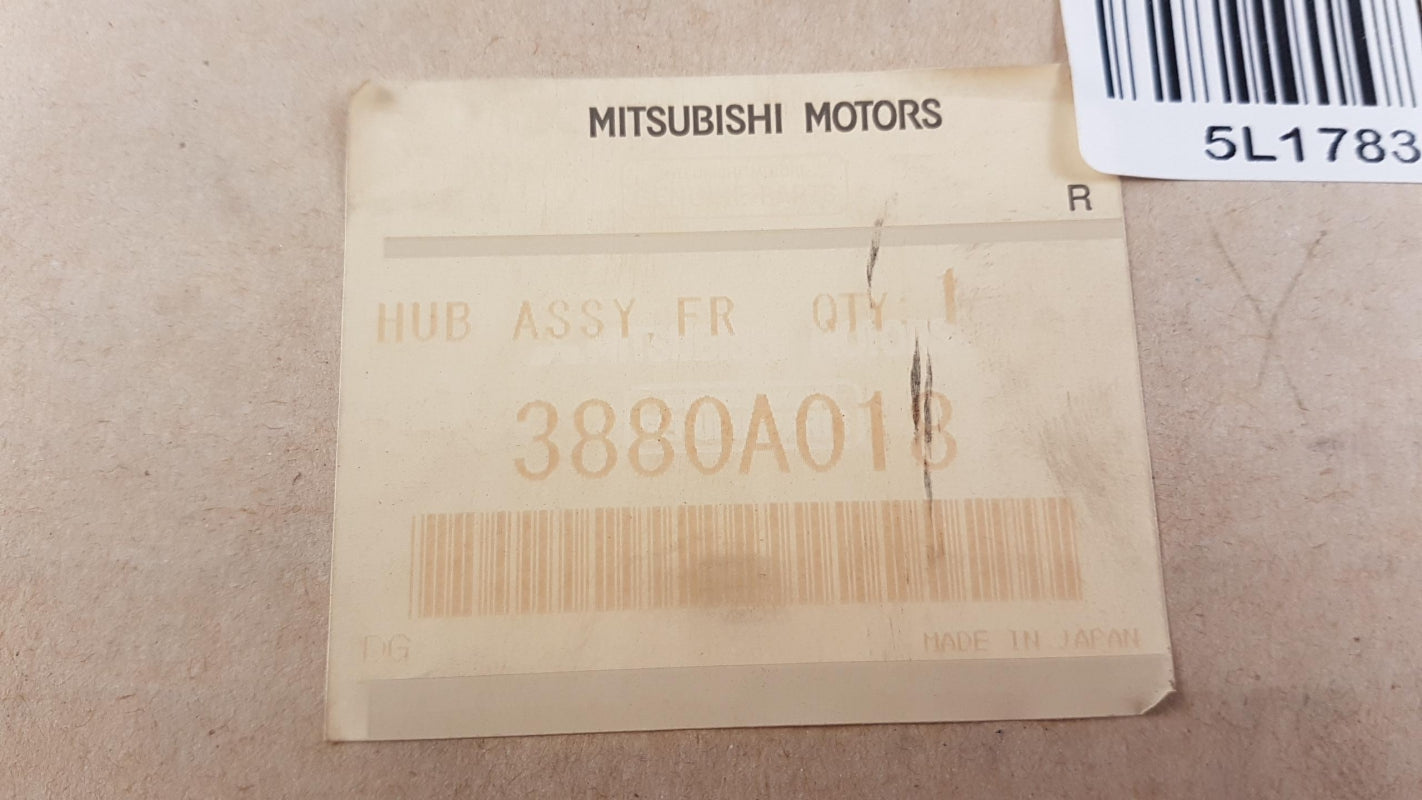 MITSUBISHI MOTORS
5L1783
R
HUB ASSY, FR QTY: 1
3880A018
DG
MADE IN JAPAN